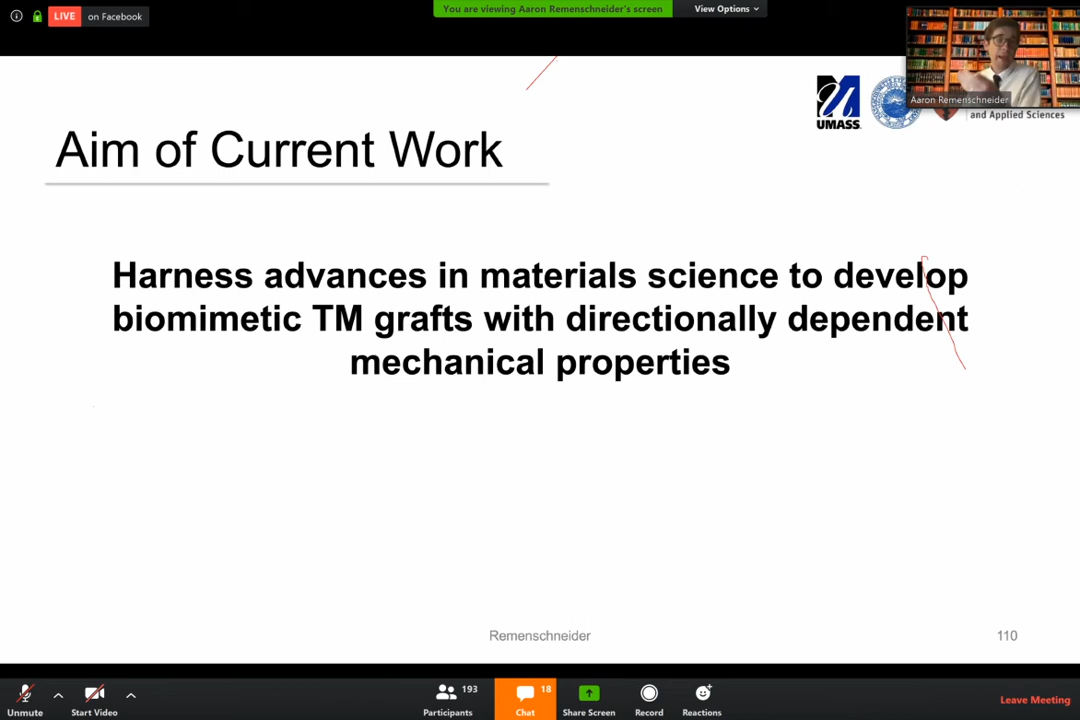 LIVE on Facebook
You are viewing Aaron Remenschneider's screen
View Options
Aaron Remenschneider
UMASS
and Applied Sciences
Aim of Current Work
Harness advances in materials science to develop
biomimetic TM grafts with directionally dependent
mechanical properties
Remenschneider
110
Unmute
Start Video
193
Participants
18
Chat
Share Screen
Record
Reactions
Leave Meeting